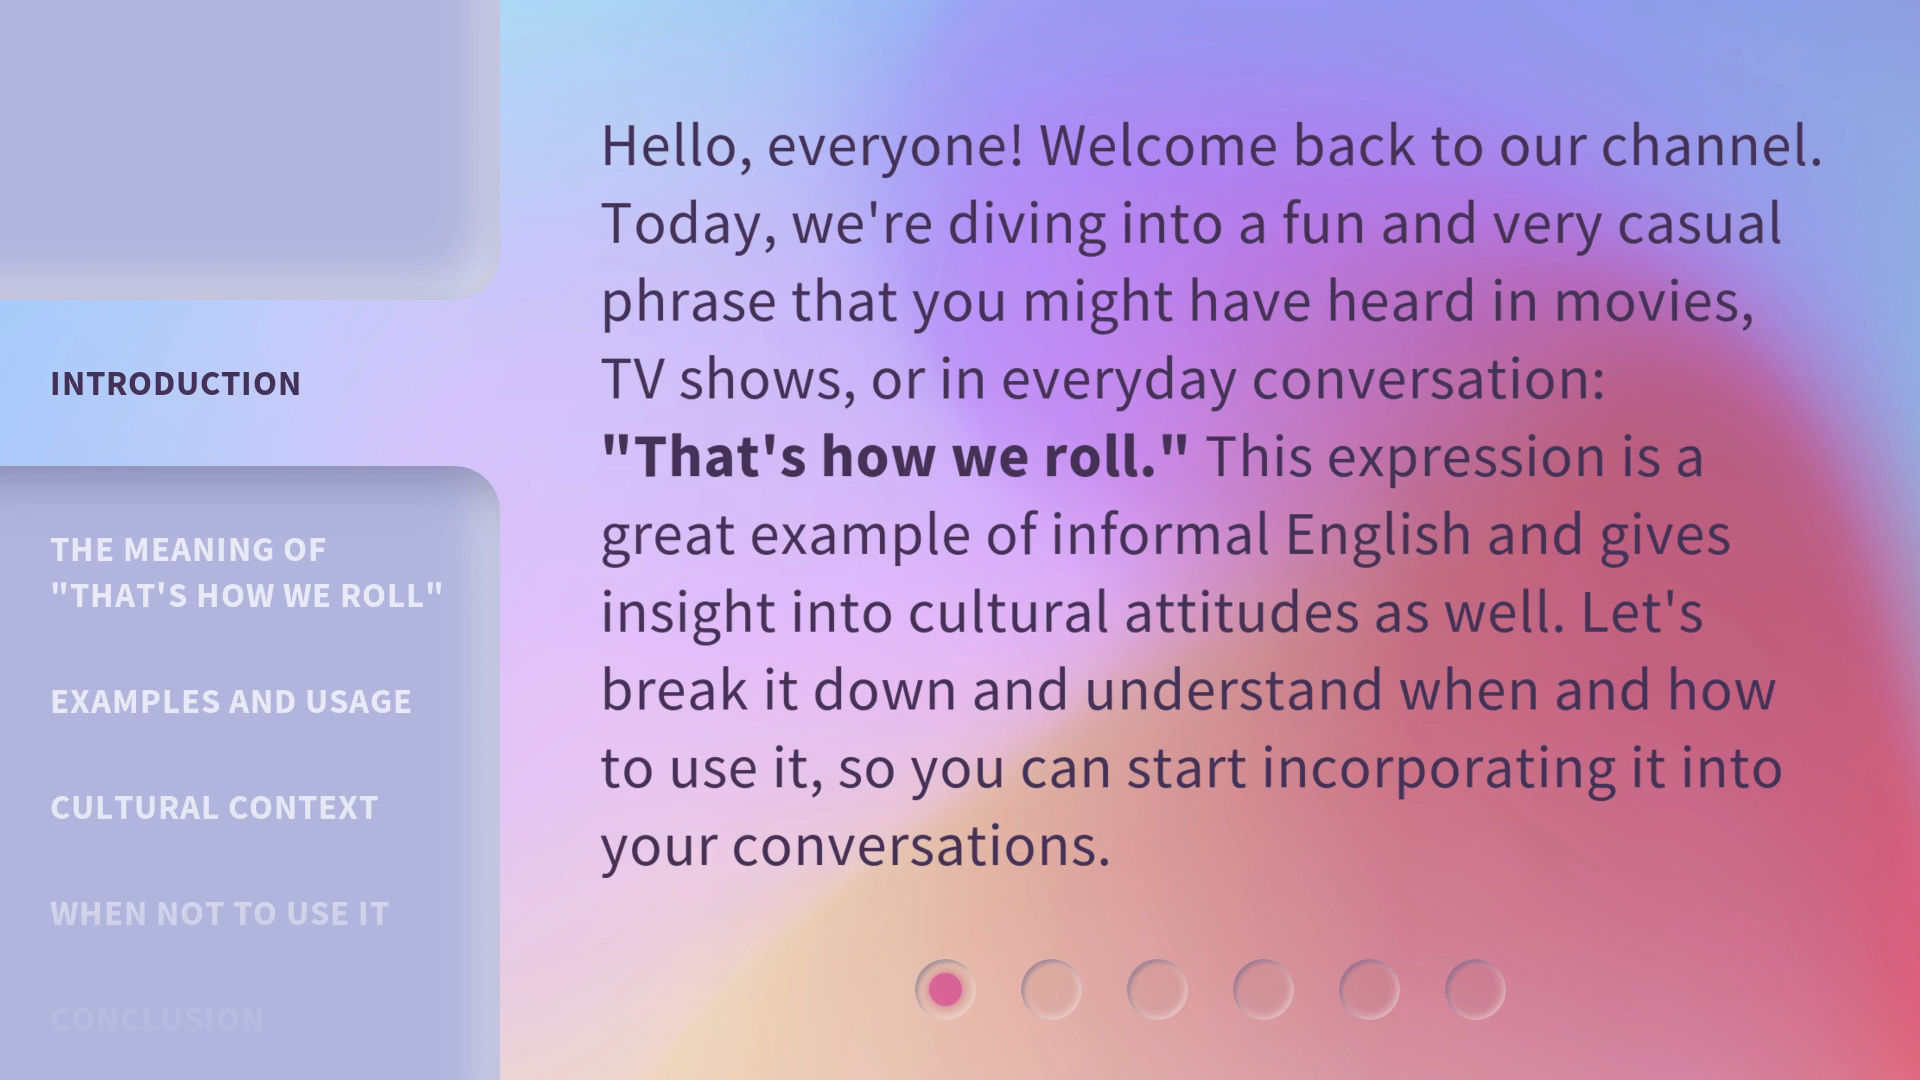 INTRODUCTION
THE MEANING OF
"THAT'S HOW WE ROLL"
EXAMPLES AND USAGE
CULTURAL CONTEXT
WHEN NOT TO USE IT
CONCLUSION
Hello, everyone! Welcome back to our channel.
Today, we're diving into a fun and very casual
phrase that you might have heard in movies,
TV shows, or in everyday conversation:
"That's how we roll." This expression is a
great example of informal English and gives
insight into cultural attitudes as well. Let's
break it down and understand when and how
to use it, so you can start incorporating it into
your conversations.